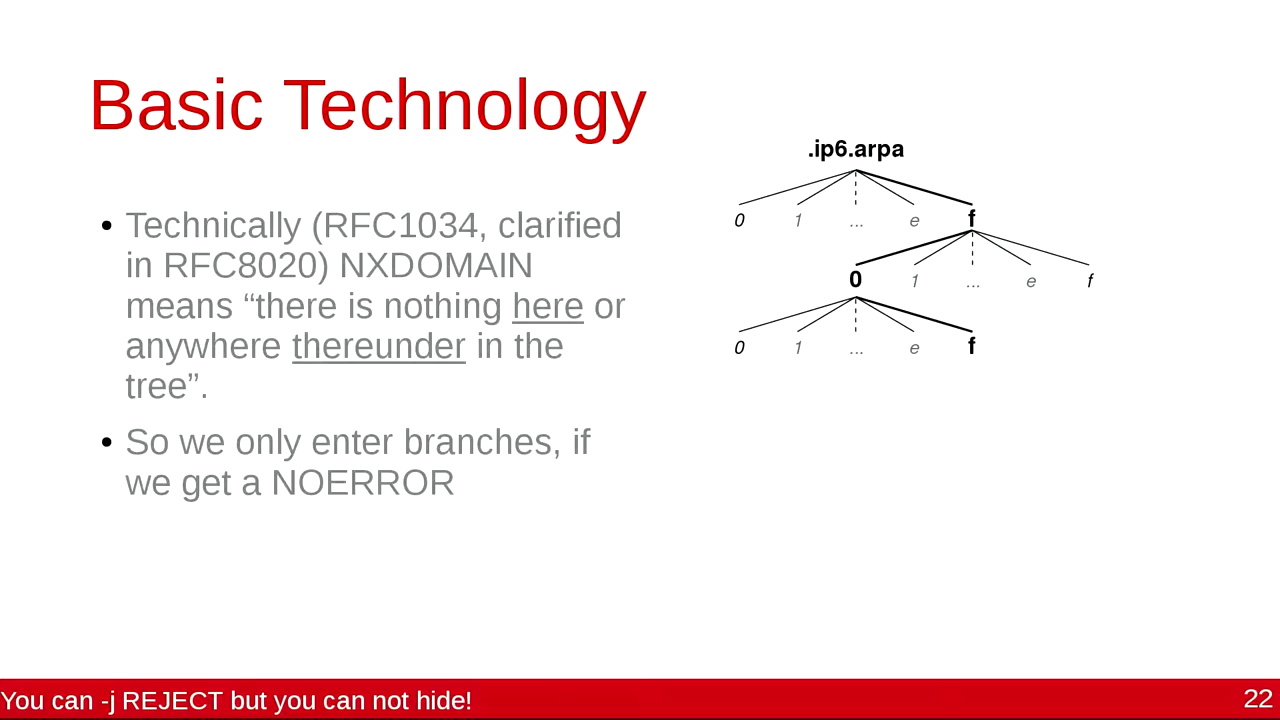 Basic Technology
• Technically (RFC1034, clarified
in RFC8020) NXDOMAIN
means “there is nothing here or
anywhere thereunder in the
tree”.
• So we only enter branches, if
we get a NOERROR
.ip6.arpa
0 1 ... e f
0 1 ... e f
0 1 ... e f
You can -j REJECT but you can not hide!
22